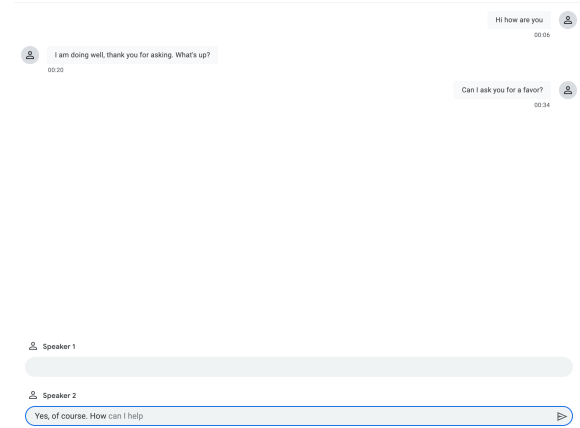 Hi how are you
00:06
I am doing well, thank you for asking. What's up?
00:20
Can I ask you for a favor?
00:34
Speaker 1
Speaker 2
Yes, of course. How can I help